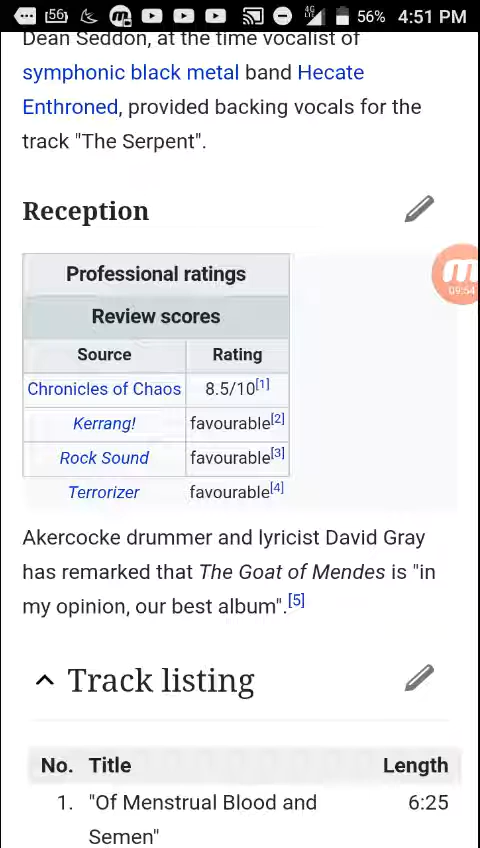 56 4G 56% 4:51 PM
Dean Seddon, at the time vocalist of
symphonic black metal band Hecate
Enthroned, provided backing vocals for the
track "The Serpent".
Reception
09:54
Professional ratings
Review scores
Source Rating
Chronicles of Chaos 8.5/10[1]
Kerrang! favourable[2]
Rock Sound favourable[3]
Terrorizer favourable[4]
Akercocke drummer and lyricist David Gray
has remarked that The Goat of Mendes is "in
my opinion, our best album".[5]
Track listing
No. Title Length
1. "Of Menstrual Blood and 6:25
Semen"